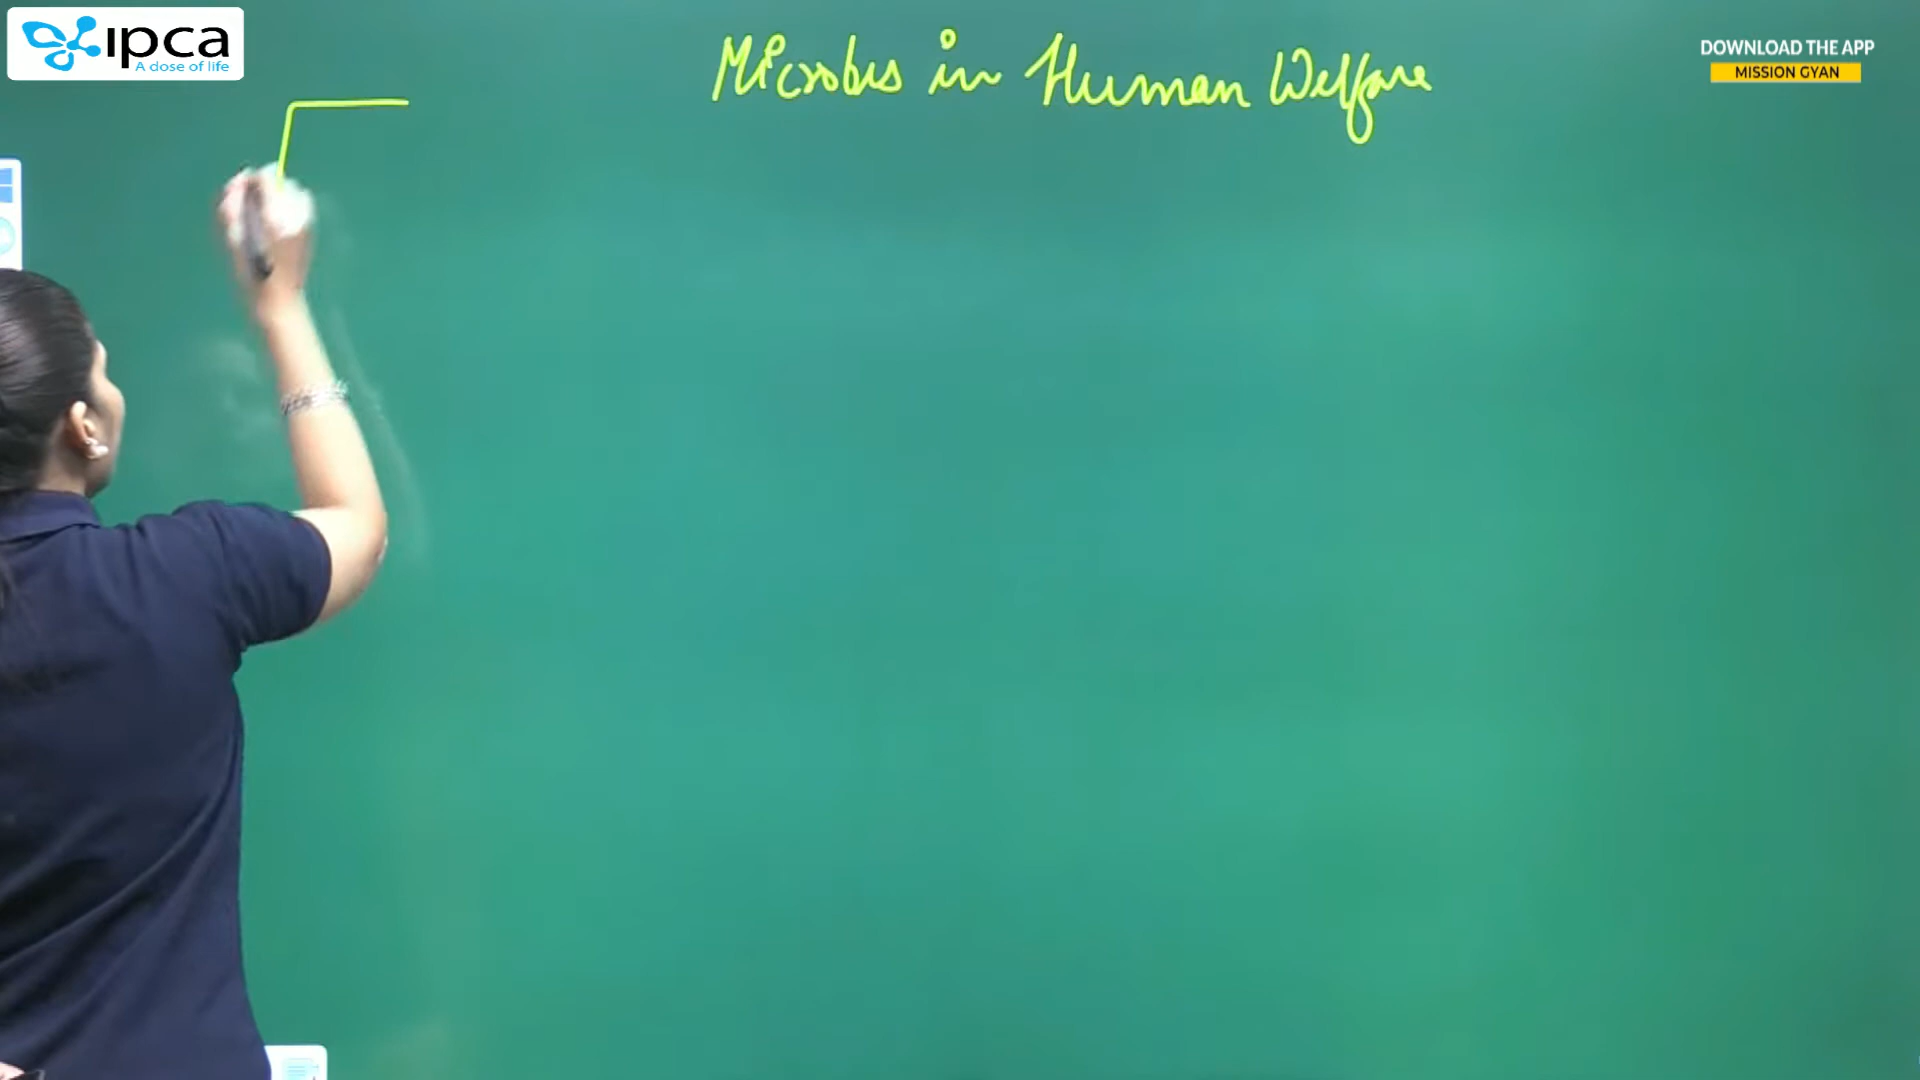 ipca
A dose of life
Microbes in Human Welfare
DOWNLOAD THE APP
MISSION GYAN